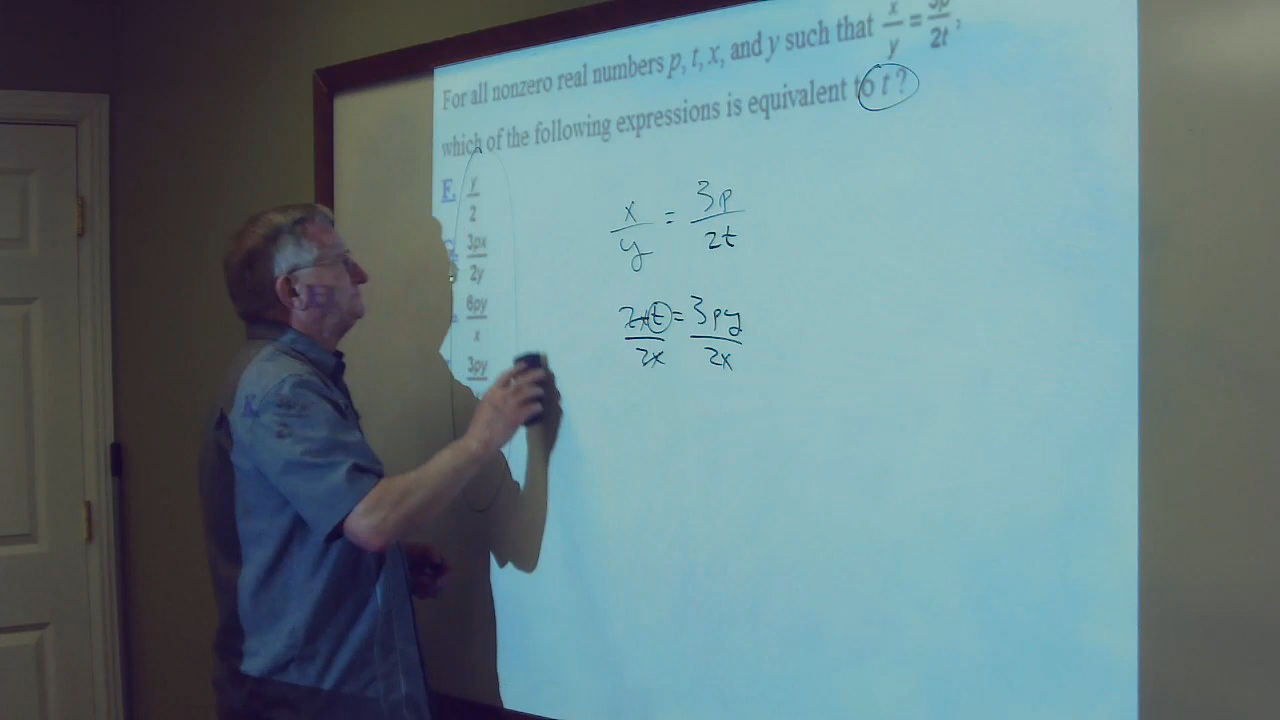 For all nonzero real numbers p, t, x, and y such that x/y = 3p/2t,
which of the following expressions is equivalent to t ?
F. y/2
3px/2y
6py/x
3py
H
K.
x/y = 3p/2t
2xt/2x = 3py/2x